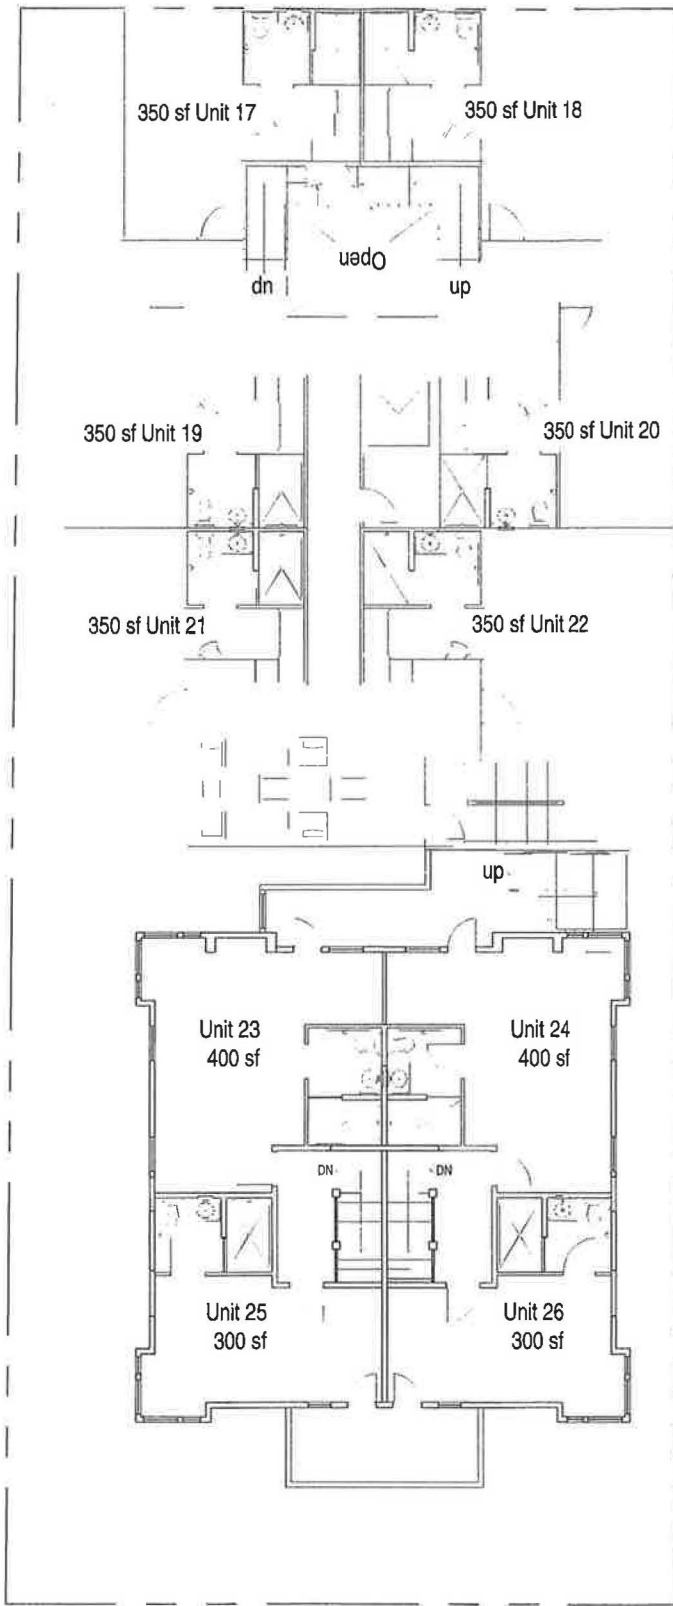 350 sf Unit 17
350 sf Unit 18
Open
dn
up
350 sf Unit 19
350 sf Unit 20
350 sf Unit 21
350 sf Unit 22
up
Unit 23
400 sf
Unit 24
400 sf
DN
DN
Unit 25
300 sf
Unit 26
300 sf